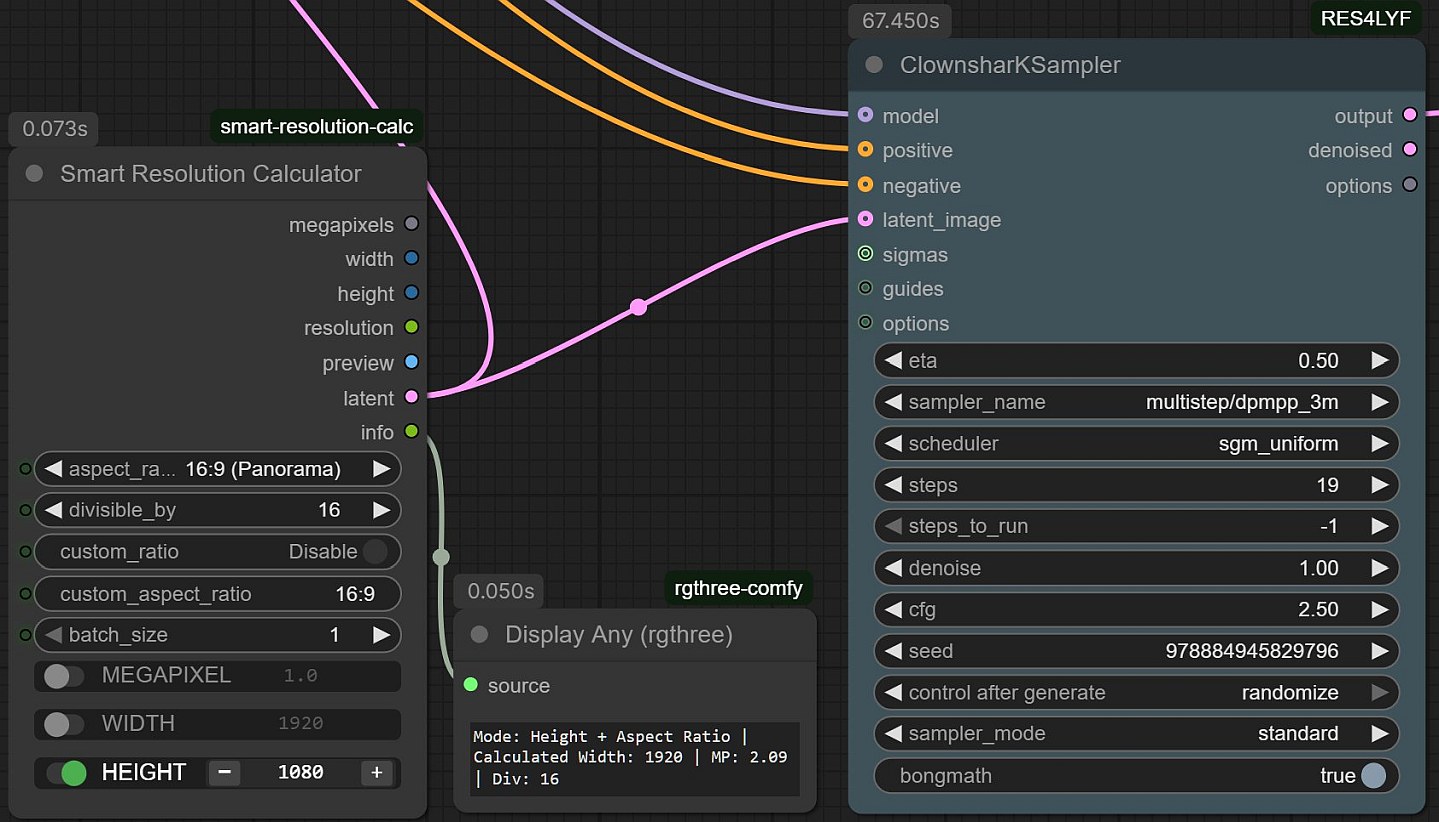 0.073s
smart-resolution-calc
Smart Resolution Calculator
megapixels
width
height
resolution
preview
latent
info
aspect_ra... 16:9 (Panorama)
divisible_by 16
custom_ratio Disable
custom_aspect_ratio 16:9
batch_size 1
MEGAPIXEL 1.0
WIDTH 1920
HEIGHT - 1080 +
0.050s
rgthree-comfy
Display Any (rgthree)
source
Mode: Height + Aspect Ratio |
Calculated Width: 1920 | MP: 2.09
| Div: 16
67.450s
RES4LYF
ClownsharKSampler
model output
positive denoised
negative options
latent_image
sigmas
guides
options
eta 0.50
sampler_name multistep/dpmpp_3m
scheduler sgm_uniform
steps 19
steps_to_run -1
denoise 1.00
cfg 2.50
seed 978884945829796
control after generate randomize
sampler_mode standard
bongmath true